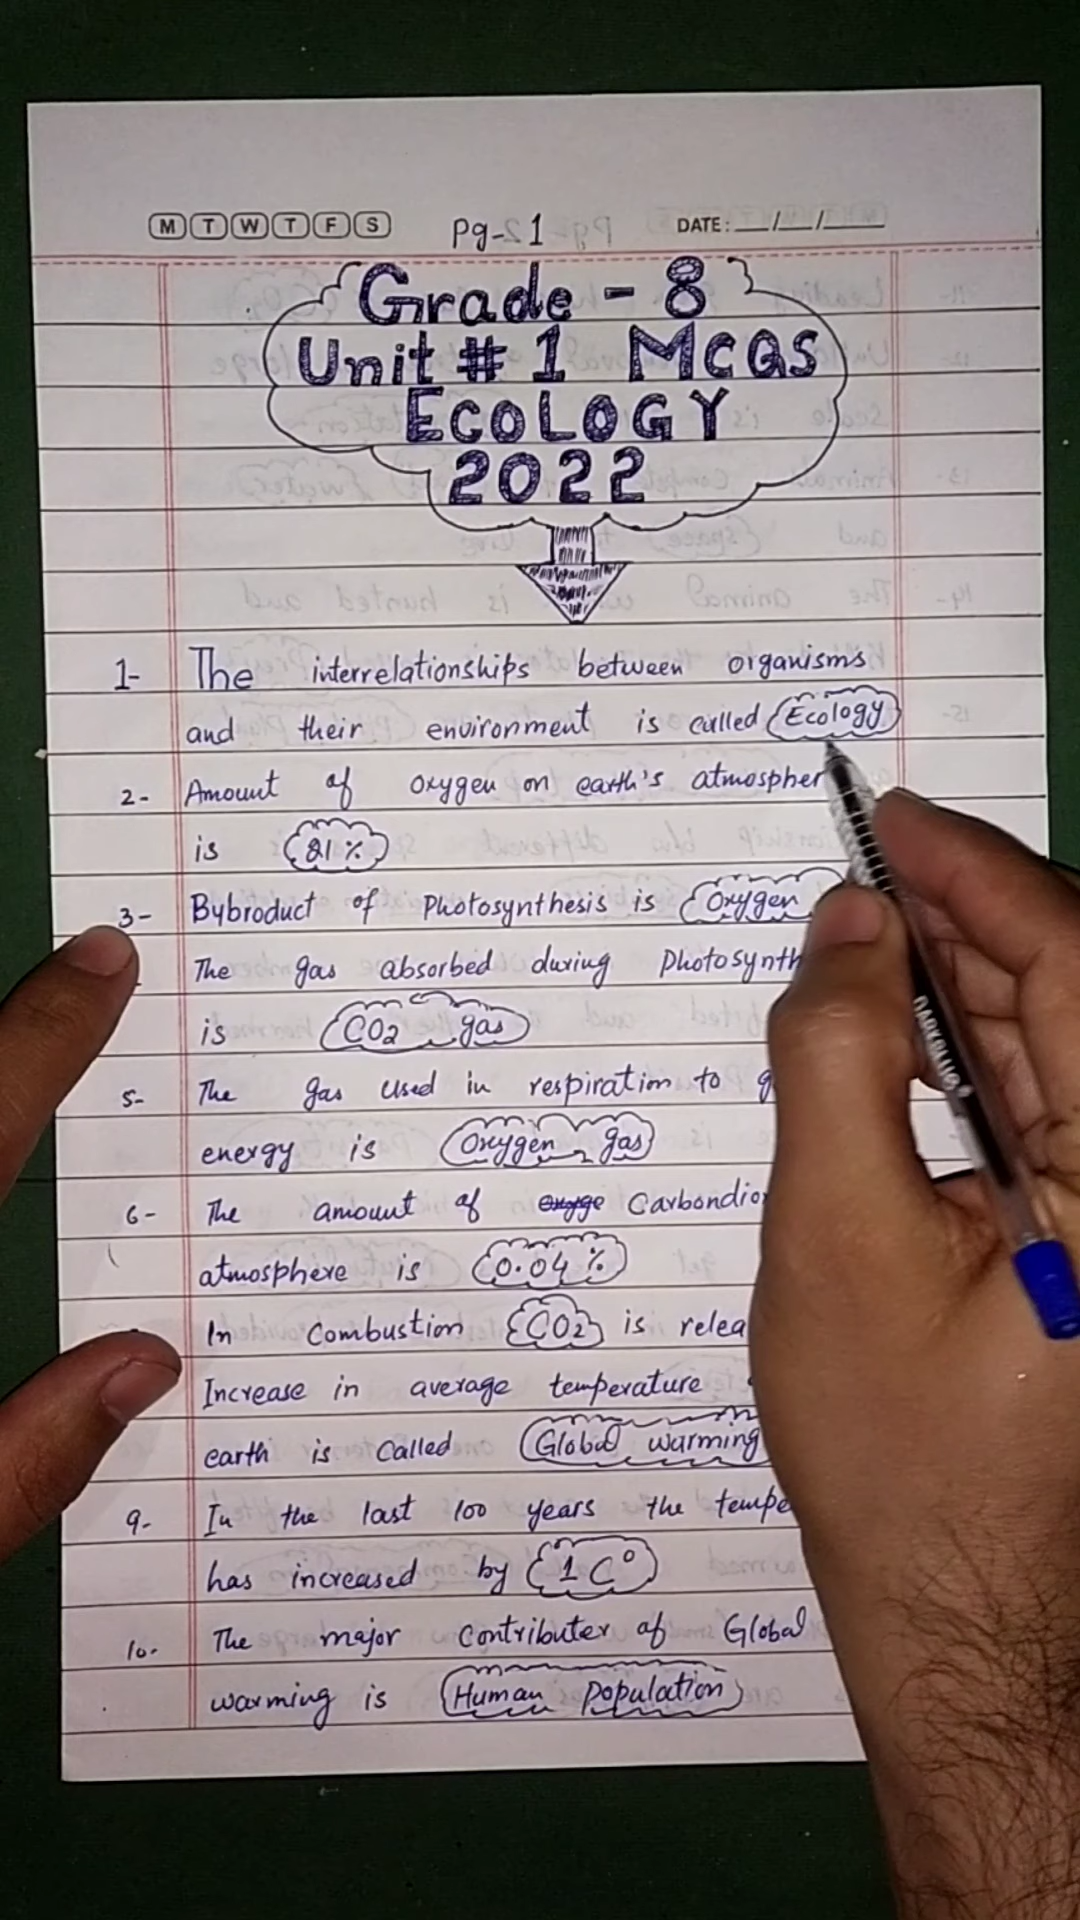 M T W T F S Pg-1 DATE: __/__/__
Grade - 8
Unit # 1 MCQS
ECOLOGY
2022
1- The interrelationships between organisms
and their environment is called Ecology
2- Amount of oxygen on earth's atmospher
is 21 %
3- Bybroduct of Photosynthesis is Oxygen
The gas absorbed during Photosynth
is CO2 gas
5- The gas used in respiration to g
energy is Oxygen gas
6- The amount of oxyge Carbondio
atmosphere is 0.04 %
In Combustion CO2 is relea
Increase in average temperature
earth is Called Global warming
9- In the last 100 years the tempe
has increased by 1 C°
10- The major Contributer of Global
warming is Human Population